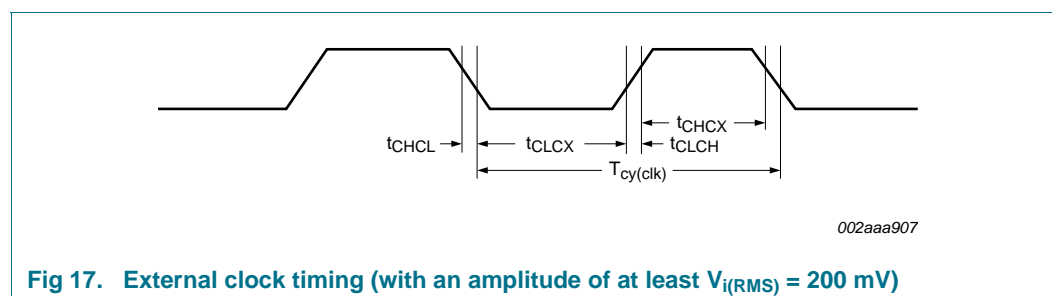 tCHCX
tCHCL
tCLCX
tCLCH
Tcy(clk)
002aaa907
Fig 17. External clock timing (with an amplitude of at least Vi(RMS) = 200 mV)